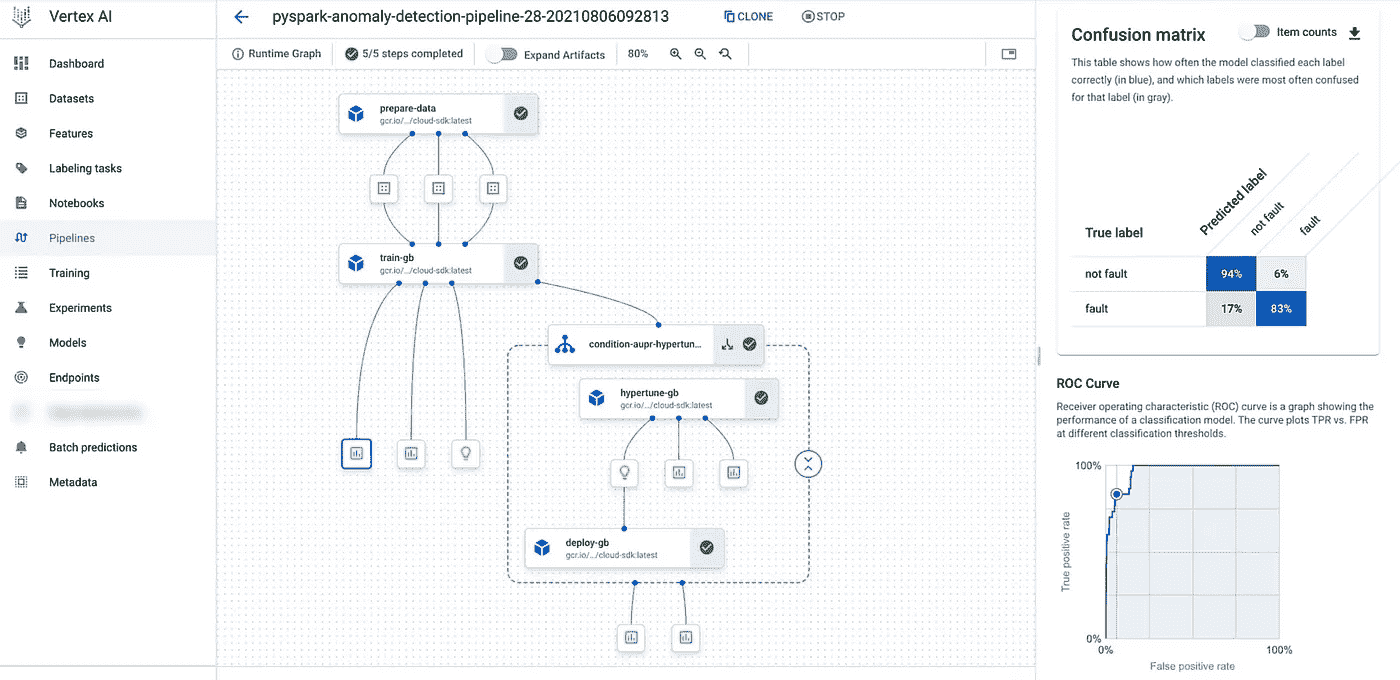 Vertex AI
Dashboard
Datasets
Features
Labeling tasks
Notebooks
Pipelines
Training
Experiments
Models
Endpoints
Batch predictions
Metadata
pyspark-anomaly-detection-pipeline-28-20210806092813
CLONE
STOP
Runtime Graph
5/5 steps completed
Expand Artifacts
80%
prepare-data
gcr.io/.../cloud-sdk:latest
train-gb
gcr.io/.../cloud-sdk:latest
condition-aupr-hypertun...
hypertune-gb
gcr.io/.../cloud-sdk:latest
deploy-gb
gcr.io/.../cloud-sdk:latest
Confusion matrix
Item counts
This table shows how often the model classified each label
correctly (in blue), and which labels were most often confused
for that label (in gray).
Predicted label
not fault
fault
True label
not fault 94% 6%
fault 17% 83%
ROC Curve
Receiver operating characteristic (ROC) curve is a graph showing the
performance of a classification model. The curve plots TPR vs. FPR
at different classification thresholds.
100%
True positive rate
0%
0% 100%
False positive rate